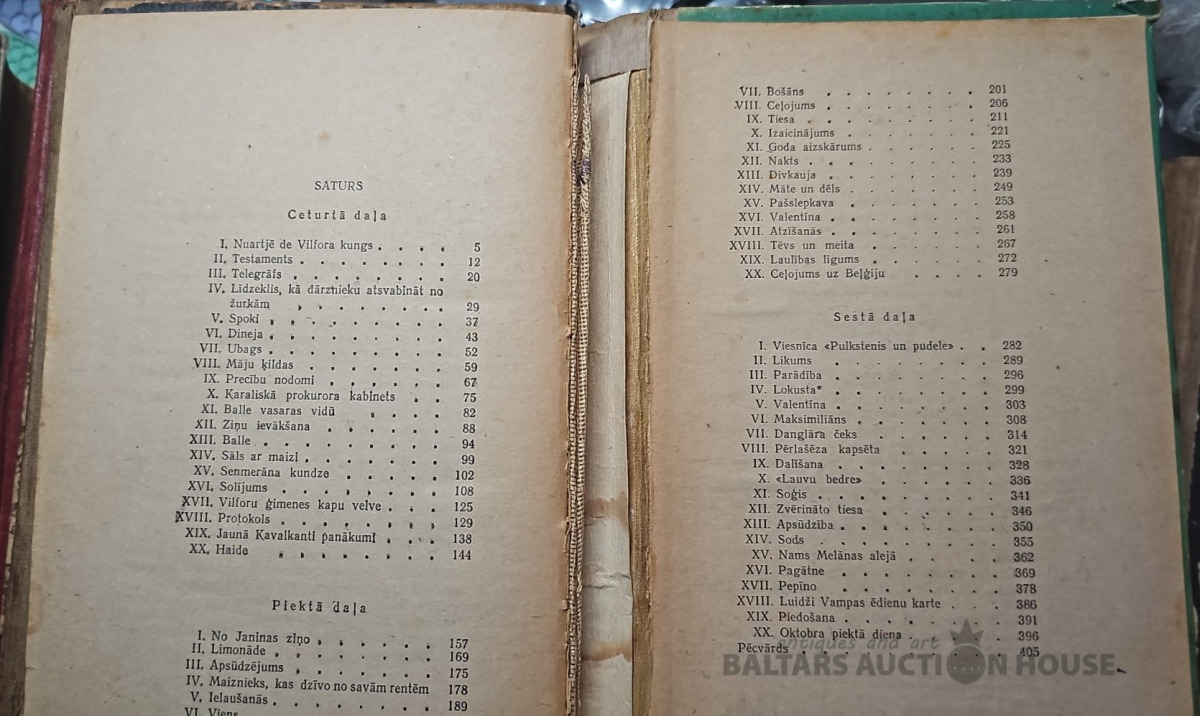 SATURS
Ceturtā daļa
I. Nuartjē de Vilfora kungs . . . . 5
II. Testaments . . . . . . . 12
III. Telegrāfs . . . . . . . 20
IV. Līdzeklis, kā dārznieku atsvabināt no
žurkām . . . . . . . 29
V. Spoki . . . . . . . 37
VI. Dineja . . . . . . . 43
VII. Ubags . . . . . . . 52
VIII. Māju ķildas . . . . . . 59
IX. Precību nodomi . . . . . 67
X. Karaliskā prokurora kabinets . . 75
XI. Balle vasaras vidū . . . . 82
XII. Ziņu ievākšana . . . . . 88
XIII. Balle . . . . . . . . 94
XIV. Sāls ar maizi . . . . . . 99
XV. Senmerāna kundze . . . . 102
XVI. Solījums . . . . . . . 108
XVII. Vilforu ģimenes kapu velve . . . 125
XVIII. Protokols . . . . . . . 129
XIX. Jaunā Kavalkanti panākumi . . . 138
XX. Haide . . . . . . 144
Piektā daļa
I. No Janinas ziņo . . . . . 157
II. Limonāde . . . . . . . 169
III. Apsūdzējums . . . . . . 175
IV. Maiznieks, kas dzīvo no savām rentēm 178
V. Ielaušanās . . . . . . . 189
VI. Viens
VII. Bošāns . . . . . . . . 201
VIII. Ceļojums . . . . . . . 206
IX. Tiesa . . . . . . . . 211
X. Izaicinājums . . . . . . 221
XI. Goda aizskārums . . . . . 225
XII. Nakts . . . . . . . . 233
XIII. Divkauja . . . . . . . 239
XIV. Māte un dēls . . . . . . 249
XV. Pašslepkava . . . . . . 253
XVI. Valentīna . . . . . . . 258
XVII. Atzīšanās . . . . . . . 261
XVIII. Tēvs un meita . . . . . 267
XIX. Laulības līgums . . . . . 272
XX. Ceļojums uz Beļģiju . . . . 279
Sestā daļa
I. Viesnīca «Pulkstenis un pudele» . . 282
II. Likums . . . . . . . 289
III. Parādība . . . . . . . 296
IV. Lokusta* . . . . . . . 299
V. Valentīna . . . . . . . 303
VI. Maksimiliāns . . . . . . 308
VII. Danglāra čeks . . . . . 314
VIII. Pērlašēza kapsēta . . . . . 321
IX. Dalīšana . . . . . . . 328
X. «Lauvu bedre» . . . . . . 336
XI. Soģis . . . . . . . . 341
XII. Zvērināto tiesa . . . . . . 346
XIII. Apsūdzība . . . . . . . 350
XIV. Sods . . . . . . . . 355
XV. Nams Melānas alejā . . . . 362
XVI. Pagātne . . . . . . . 369
XVII. Pepīno . . . . . . . 378
XVIII. Luidži Vampas ēdienu karte . . . 386
XIX. Piedošana . . . . . . . 391
XX. Oktobra piektā diena . . . . 396
Pēcvārds . . . . . . . . 405
antiques and art
BALTARS AUCTION HOUSE